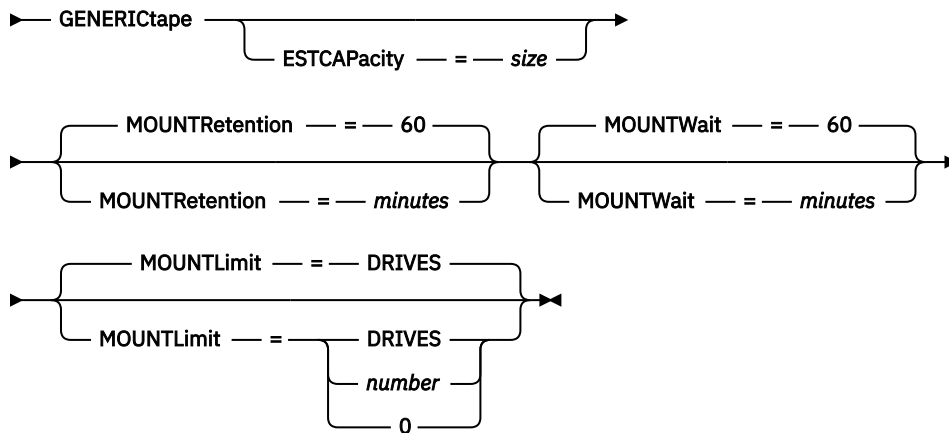 GENERICtape
ESTCAPacity = size
MOUNTRetention = 60 MOUNTWait = 60
MOUNTRetention = minutes MOUNTWait = minutes
MOUNTLimit = DRIVES
MOUNTLimit = DRIVES
number
0